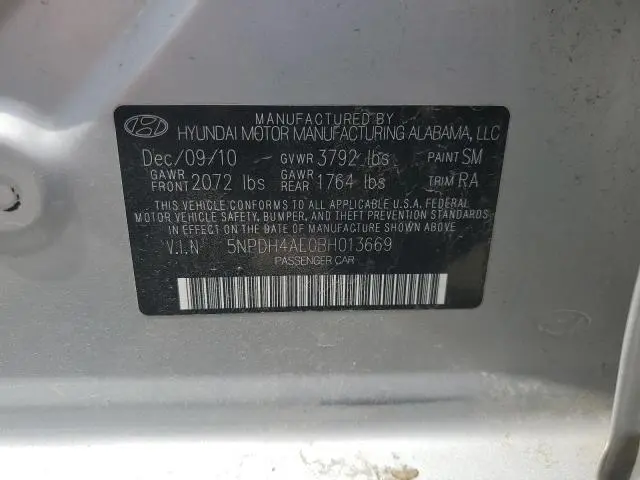 MANUFACTURED BY
HYUNDAI MOTOR MANUFACTURING ALABAMA, LLC
Dec/09/10 GVWR 3792 lbs PAINT SM
GAWR FRONT 2072 lbs GAWR REAR 1764 lbs TRIM RA
THIS VEHICLE CONFORMS TO ALL APPLICABLE U.S.A. FEDERAL
MOTOR VEHICLE SAFETY, BUMPER, AND THEFT PREVENTION STANDARDS
IN EFFECT ON THE DATE OF MANUFACTURE SHOWN ABOVE
V.I.N 5NPDH4AE0BH013669
PASSENGER CAR